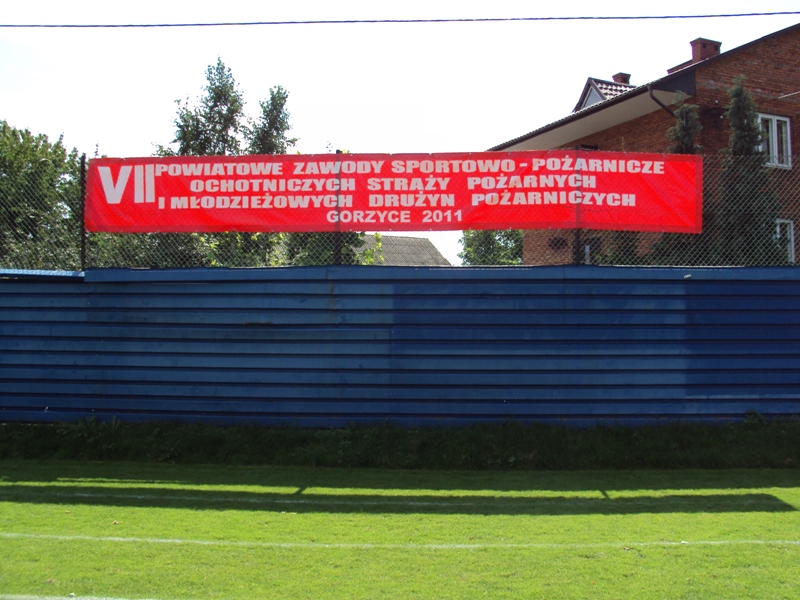 VII POWIATOWE ZAWODY SPORTOWO - POŻARNICZE
OCHOTNICZYCH STRAŻY POŻARNYCH
I MŁODZIEŻOWYCH DRUŻYN POŻARNICZYCH
GORZYCE 2011